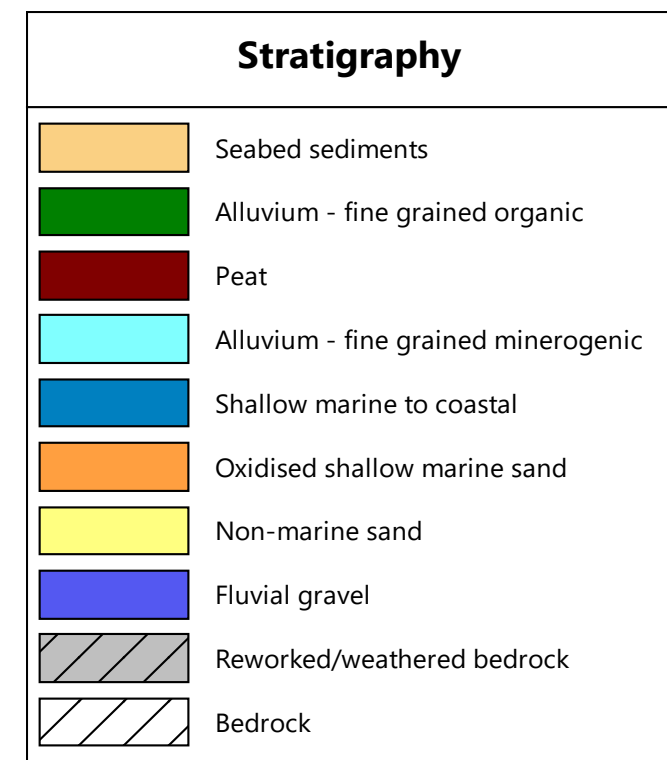 Stratigraphy
Seabed sediments
Alluvium - fine grained organic
Peat
Alluvium - fine grained minerogenic
Shallow marine to coastal
Oxidised shallow marine sand
Non-marine sand
Fluvial gravel
Reworked/weathered bedrock
Bedrock